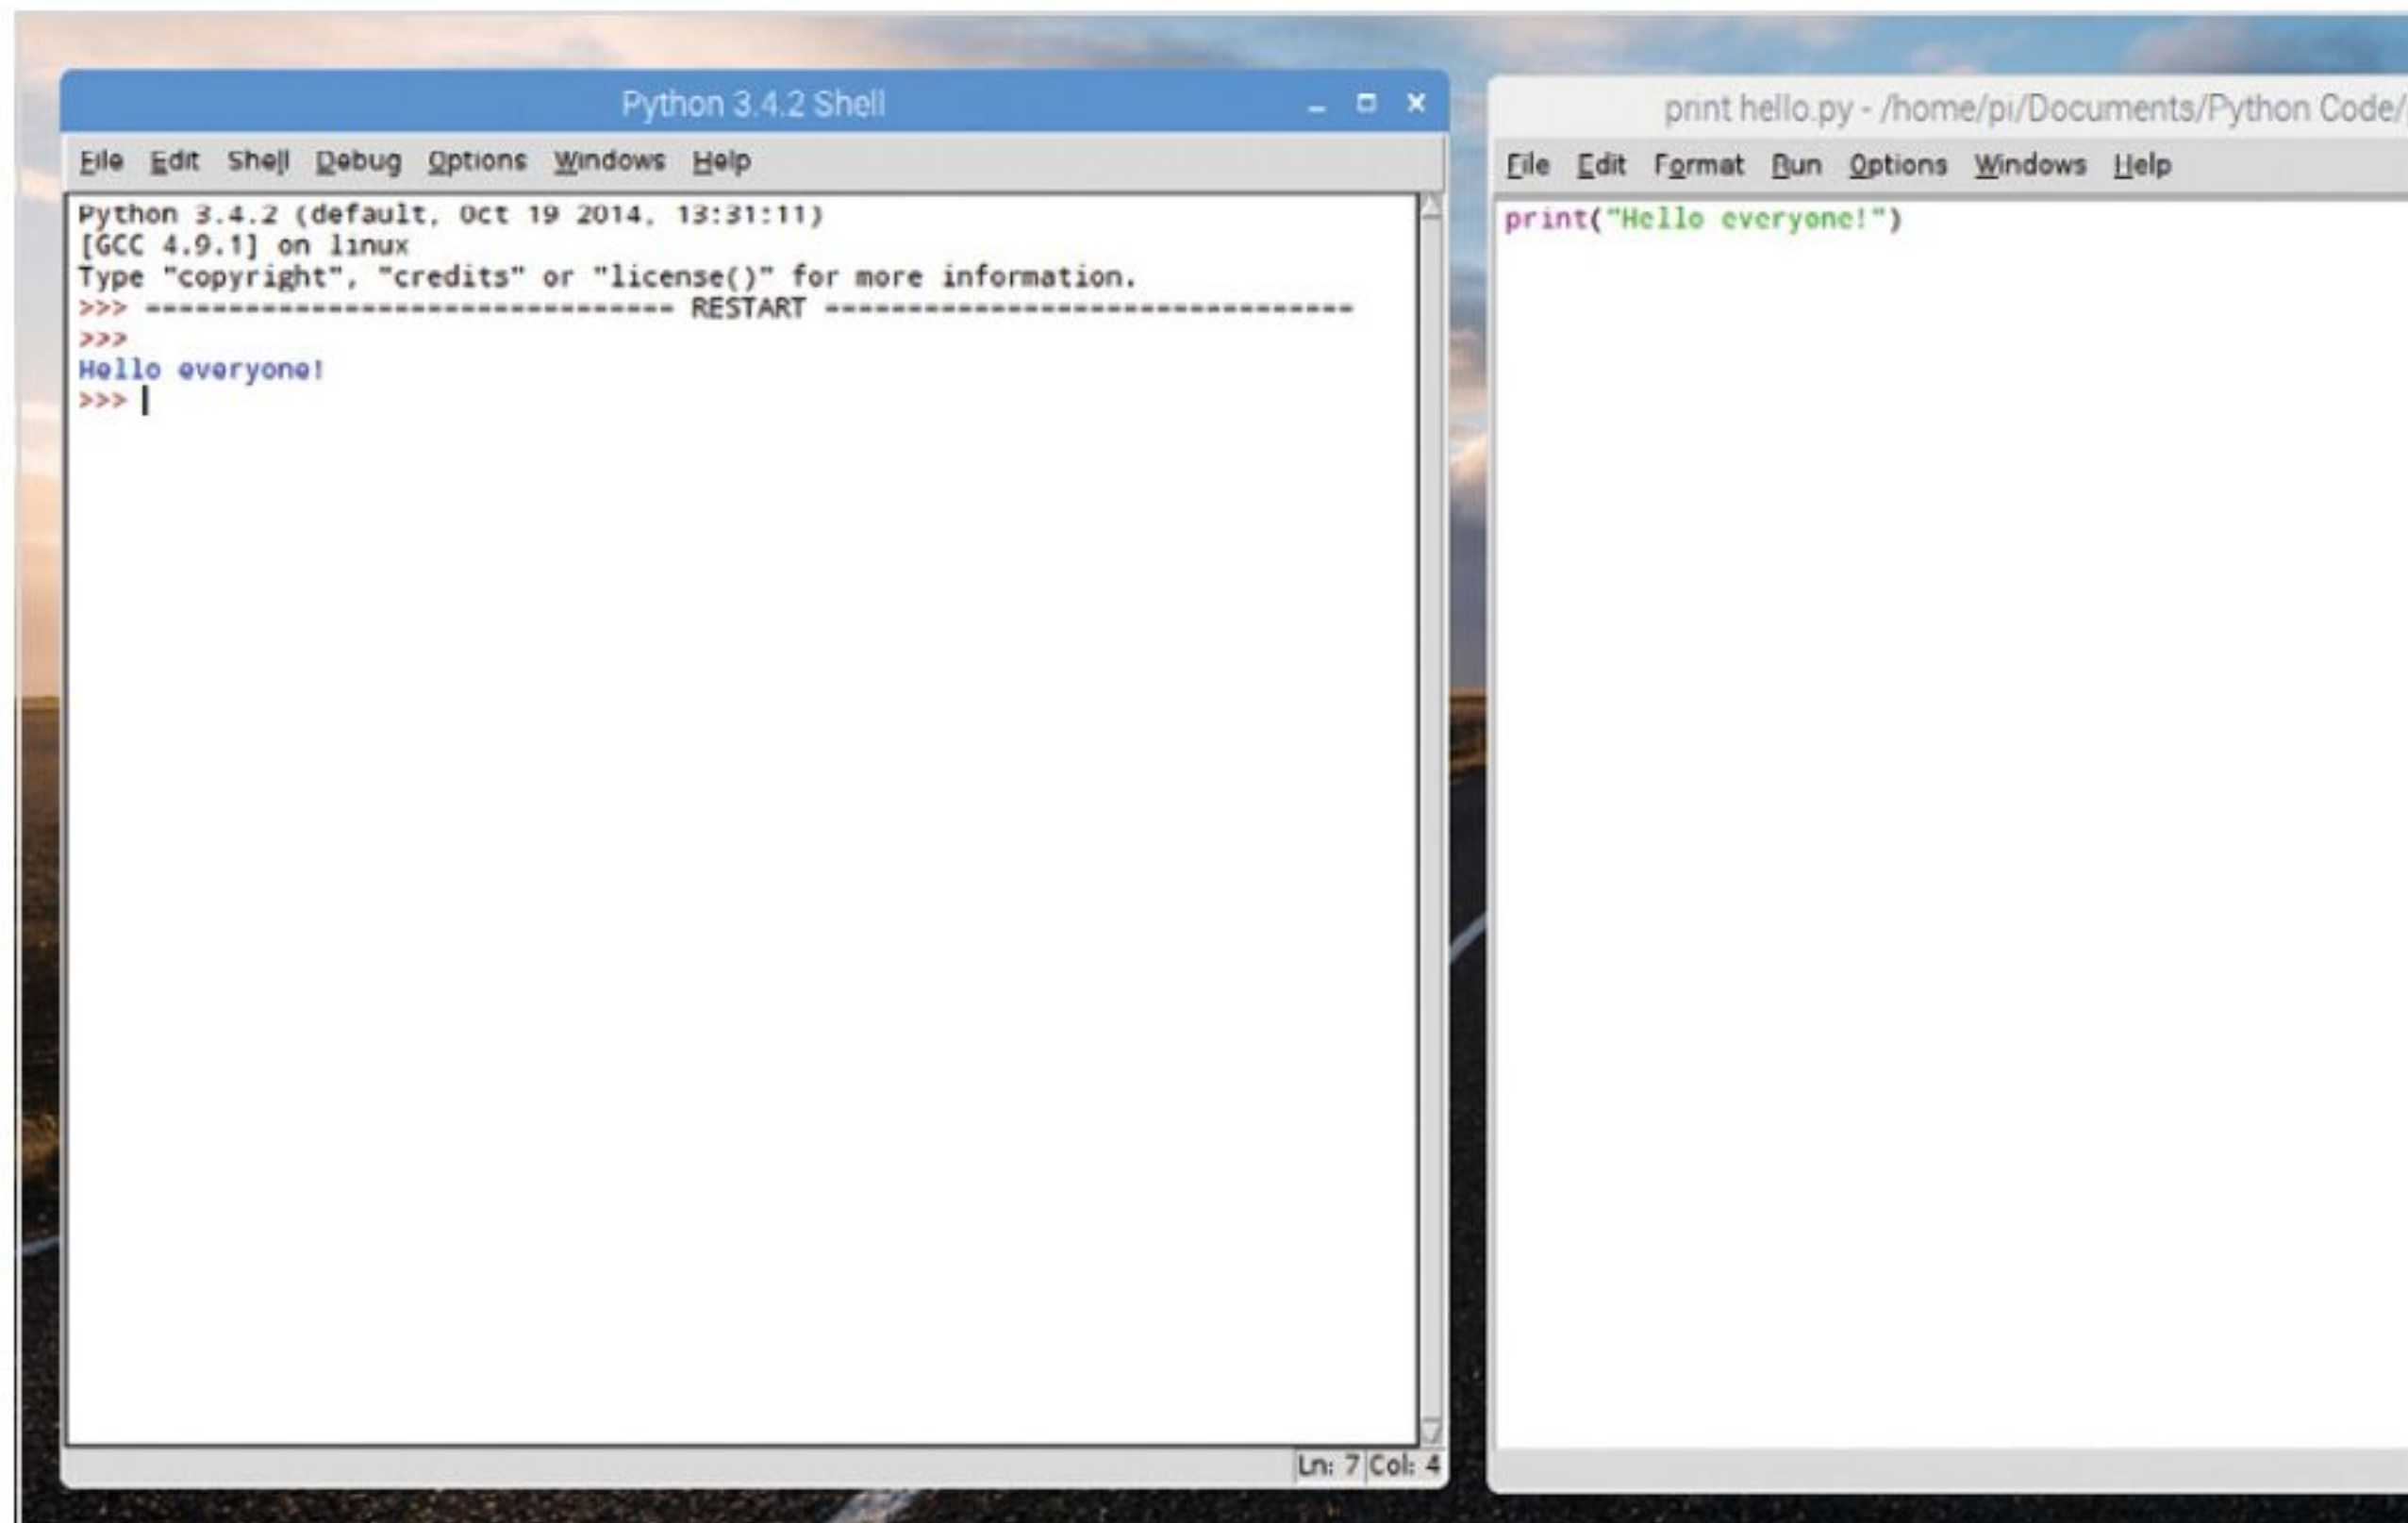 Python 3.4.2 Shell
File Edit Shell Debug Options Windows Help
Python 3.4.2 (default, Oct 19 2014, 13:31:11)
[GCC 4.9.1] on linux
Type "copyright", "credits" or "license()" for more information.
>>> -------------------------------- RESTART --------------------------------
>>>
Hello everyone!
>>>
Ln: 7 Col: 4
print hello.py - /home/pi/Documents/Python Code/
File Edit Format Run Options Windows Help
print("Hello everyone!")